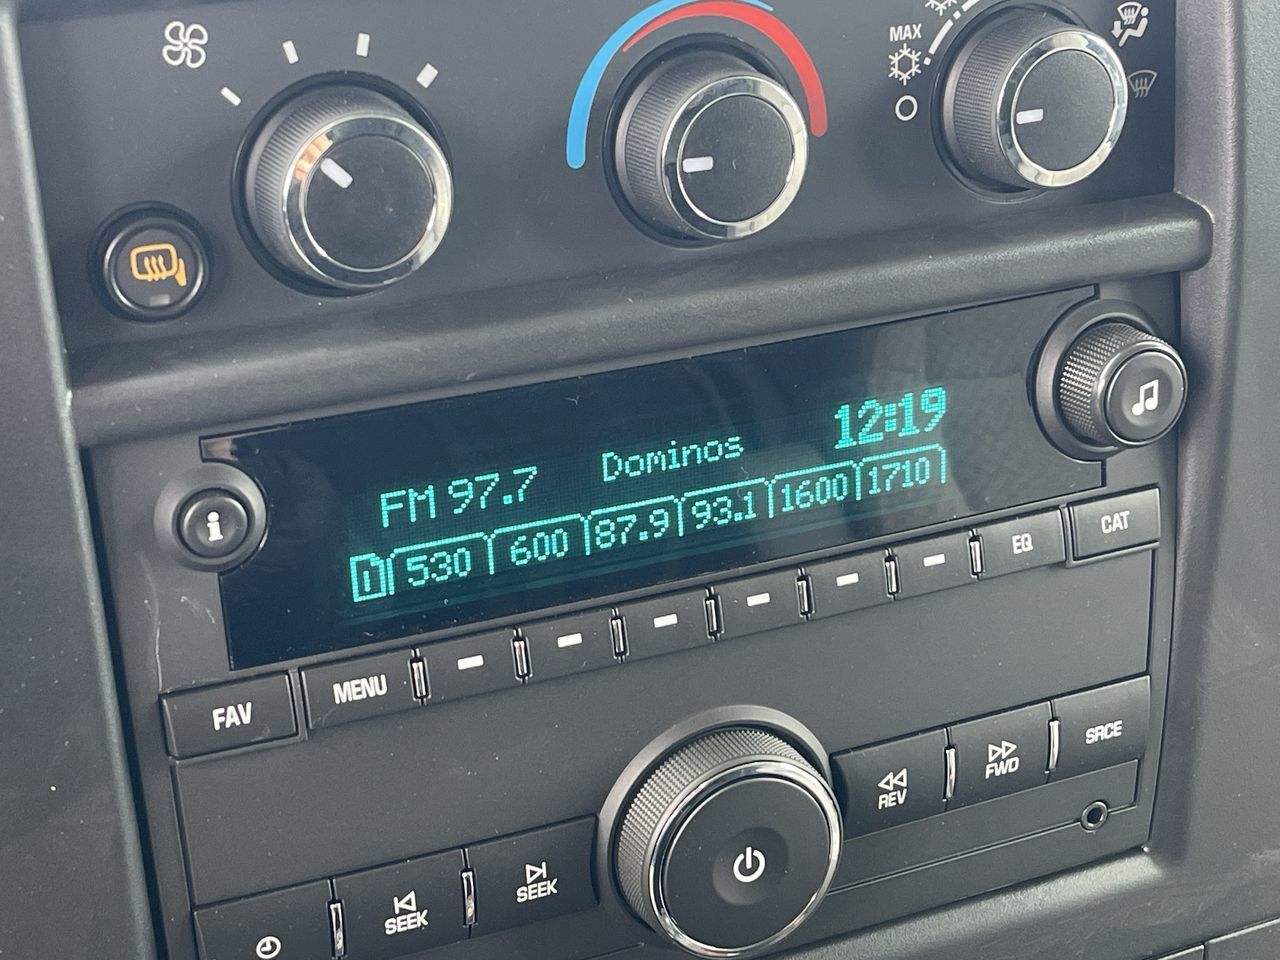 MAX
12:19
FM 97.7 Dominos
1 530 600 87.9 93.1 1600 1710
i
FAV MENU EQ CAT
REV FWD SRCE
SEEK SEEK